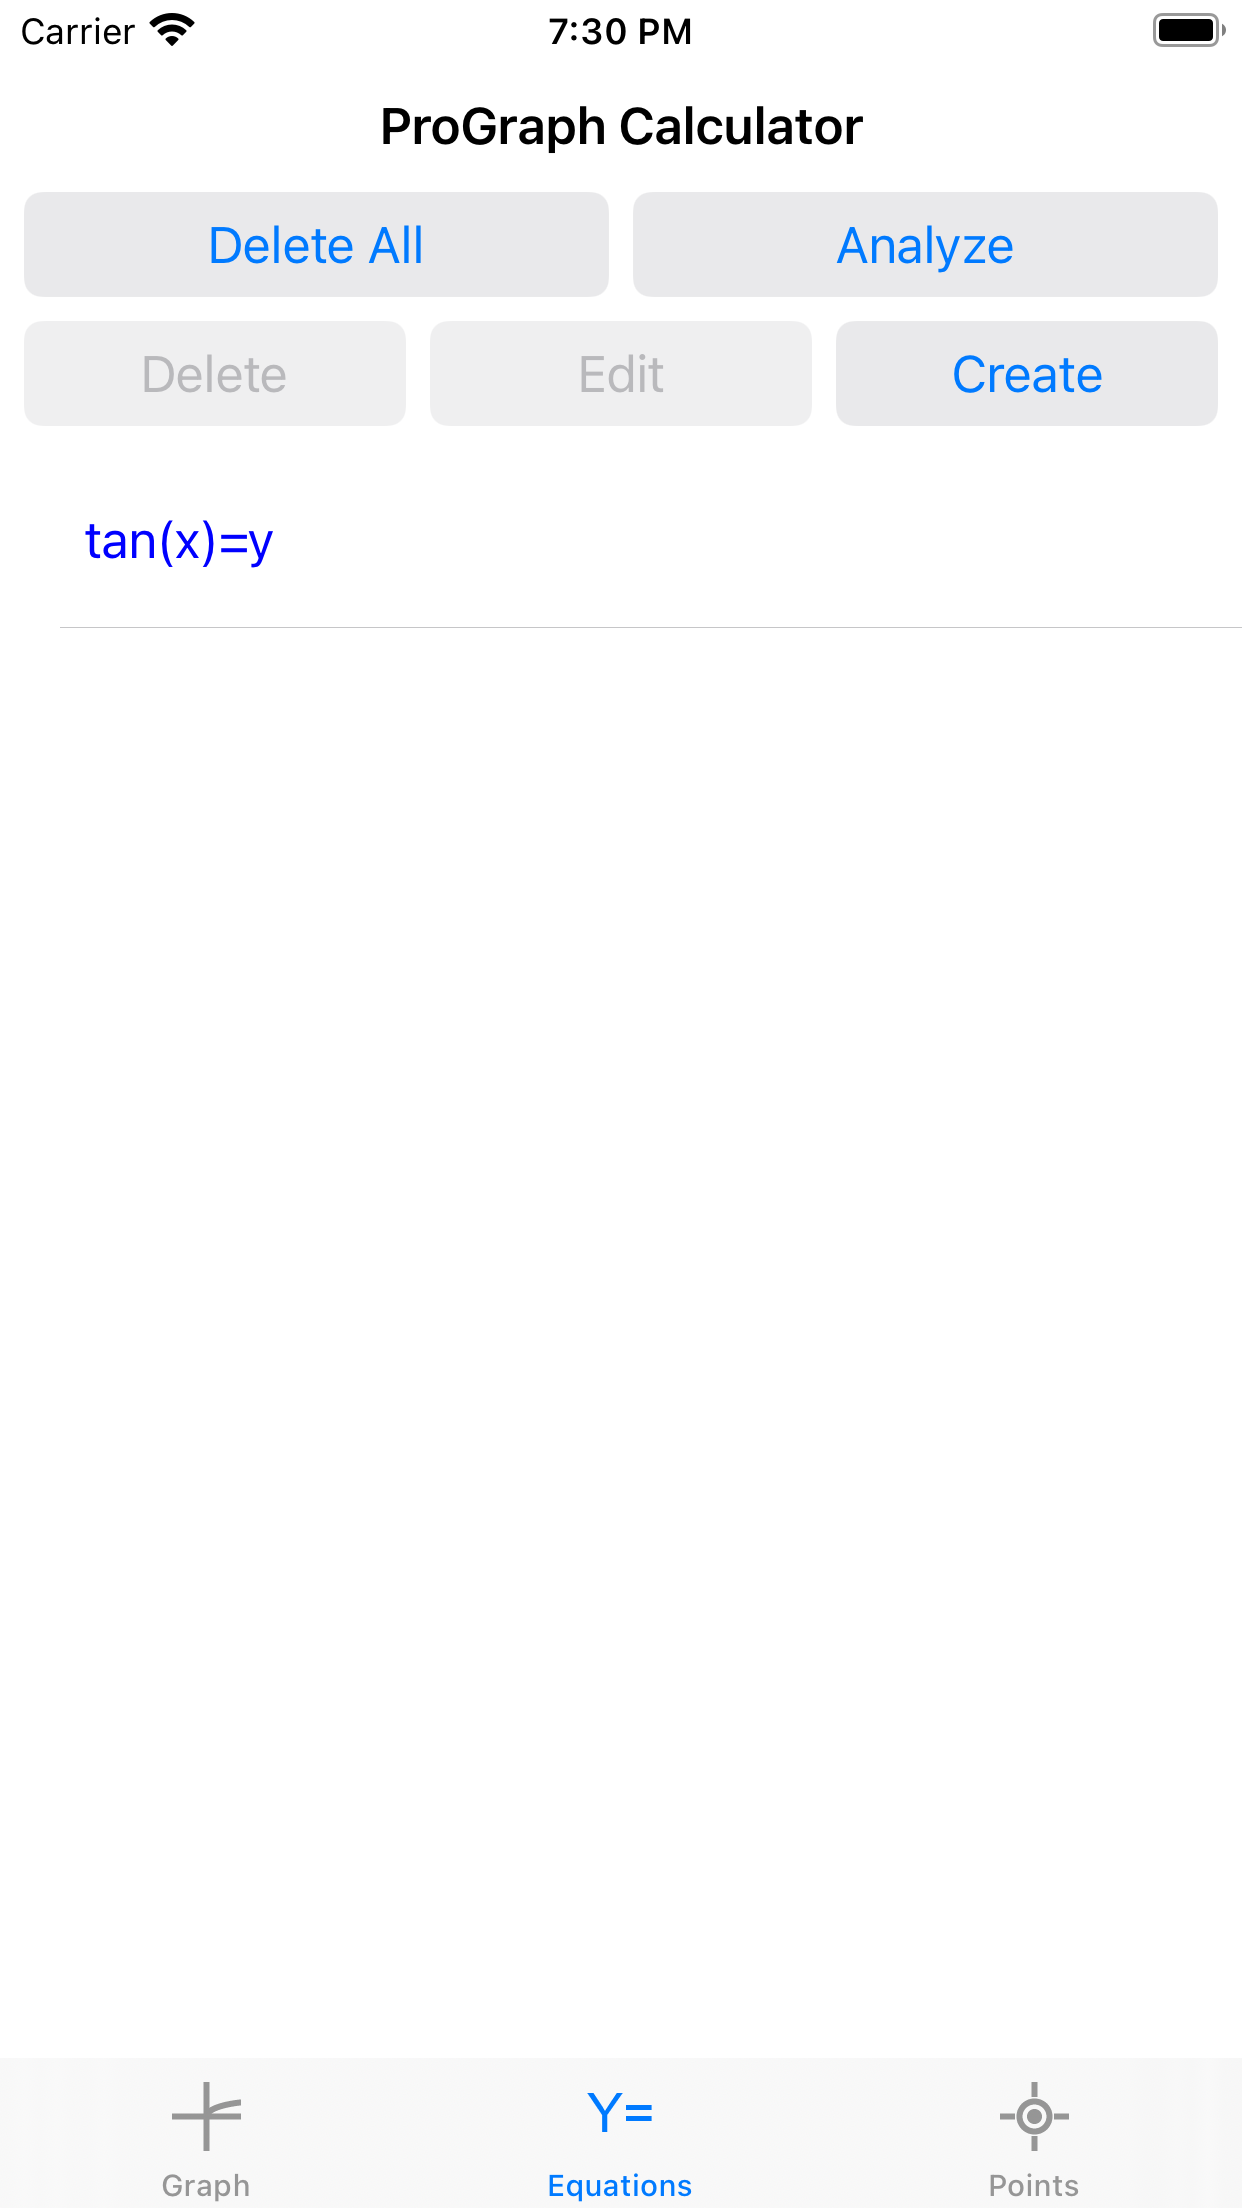 Carrier 7:30 PM
ProGraph Calculator
Delete All Analyze
Delete Edit Create
tan(x)=y
Y=
Graph Equations Points